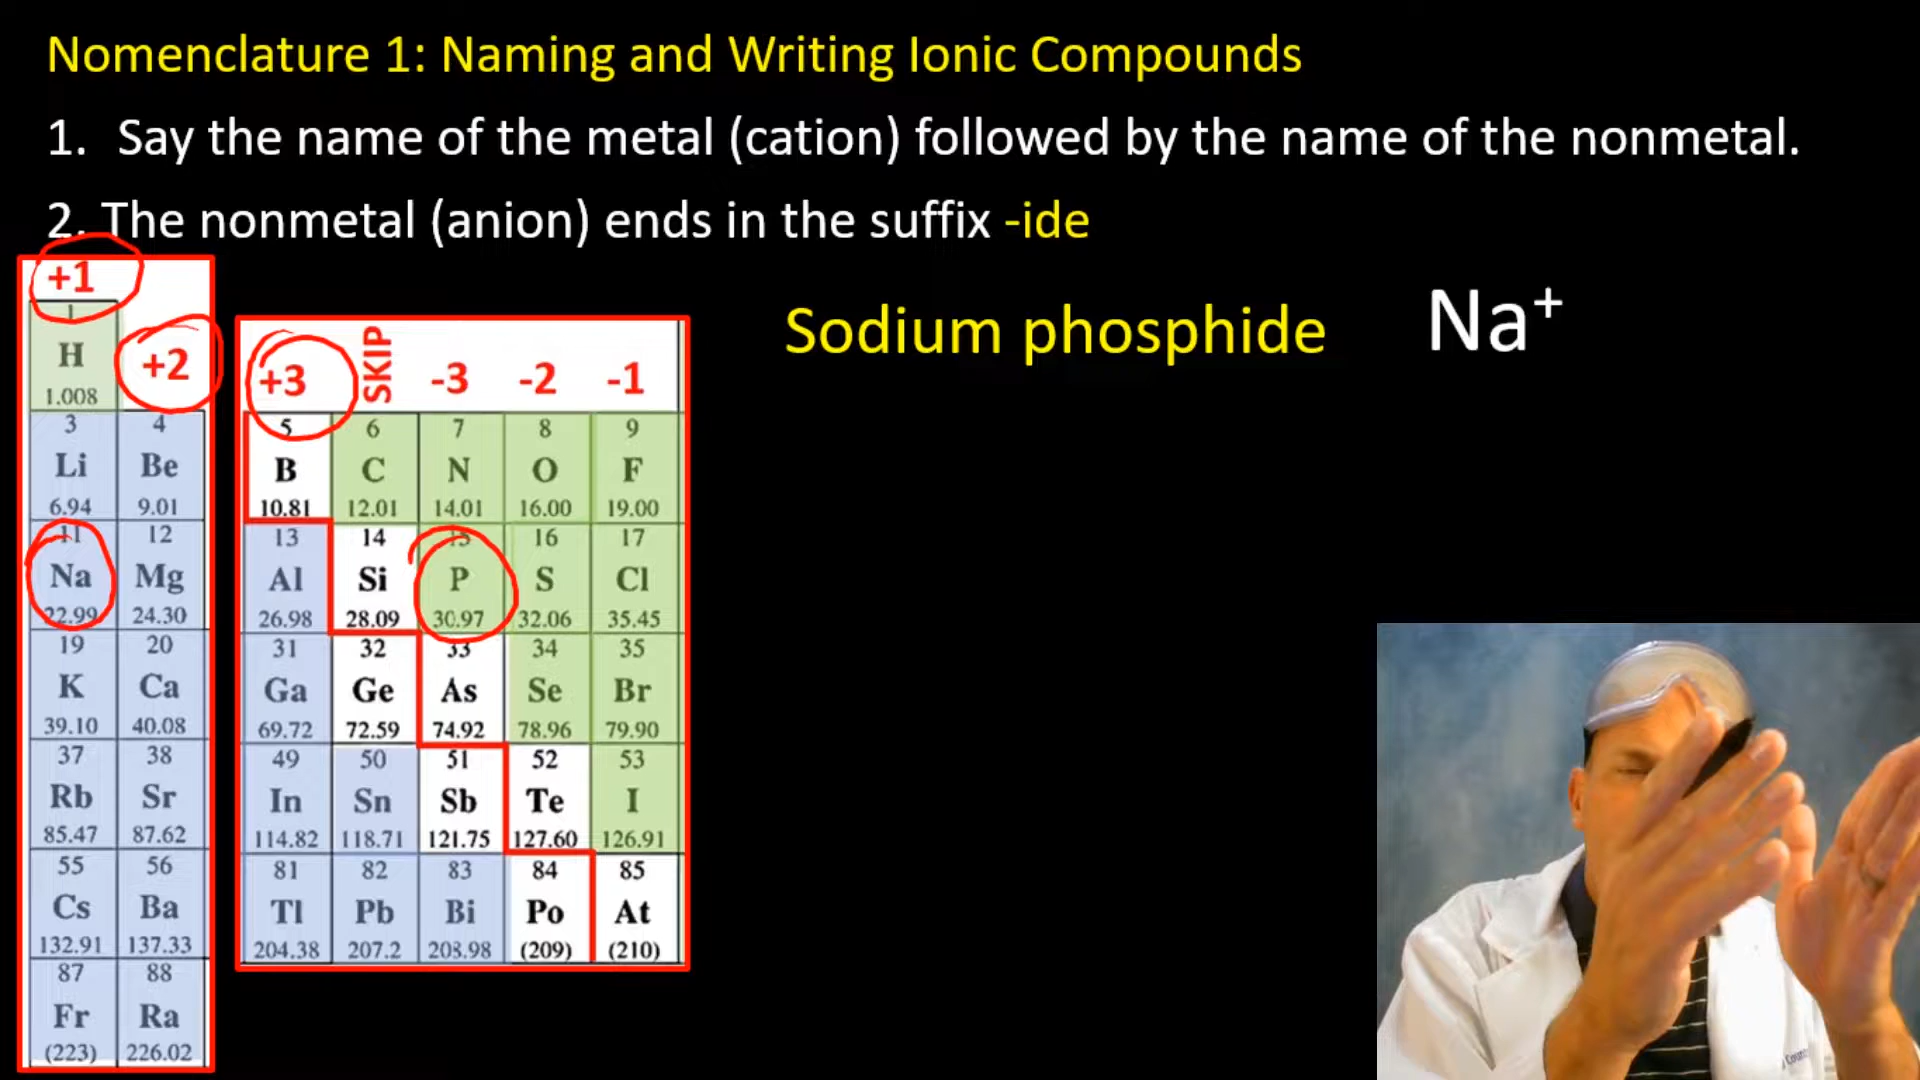 Nomenclature 1: Naming and Writing Ionic Compounds
1. Say the name of the metal (cation) followed by the name of the nonmetal.
2. The nonmetal (anion) ends in the suffix -ide
Sodium phosphide Na⁺
+1
1
H
1.008
+2
3 4
Li Be
6.94 9.01
11 12
Na Mg
22.99 24.30
19 20
K Ca
39.10 40.08
37 38
Rb Sr
85.47 87.62
55 56
Cs Ba
132.91 137.33
87 88
Fr Ra
(223) 226.02
+3 SKIP -3 -2 -1
5 6 7 8 9
B C N O F
10.81 12.01 14.01 16.00 19.00
13 14 15 16 17
Al Si P S Cl
26.98 28.09 30.97 32.06 35.45
31 32 33 34 35
Ga Ge As Se Br
69.72 72.59 74.92 78.96 79.90
49 50 51 52 53
In Sn Sb Te I
114.82 118.71 121.75 127.60 126.91
81 82 83 84 85
Tl Pb Bi Po At
204.38 207.2 208.98 (209) (210)